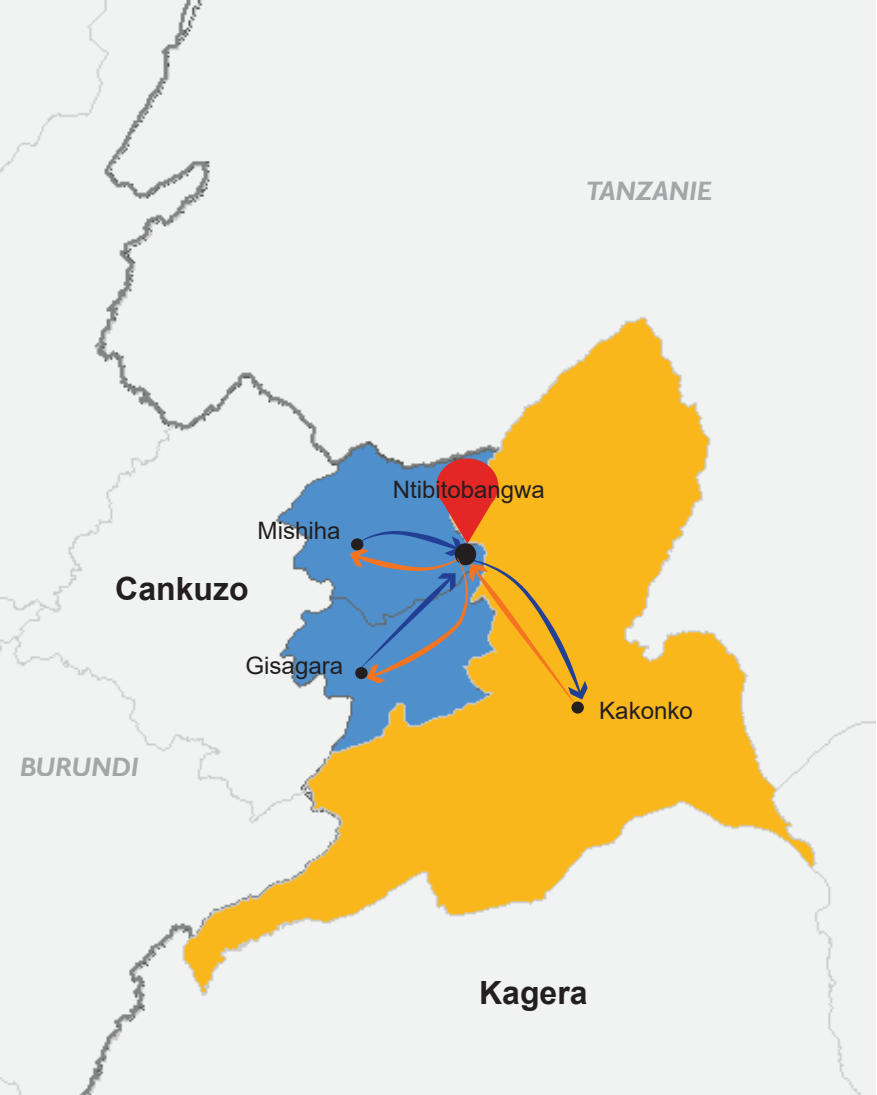 TANZANIE
Ntibitobangwa
Mishiha
Cankuzo
Gisagara
Kakonko
BURUNDI
Kagera